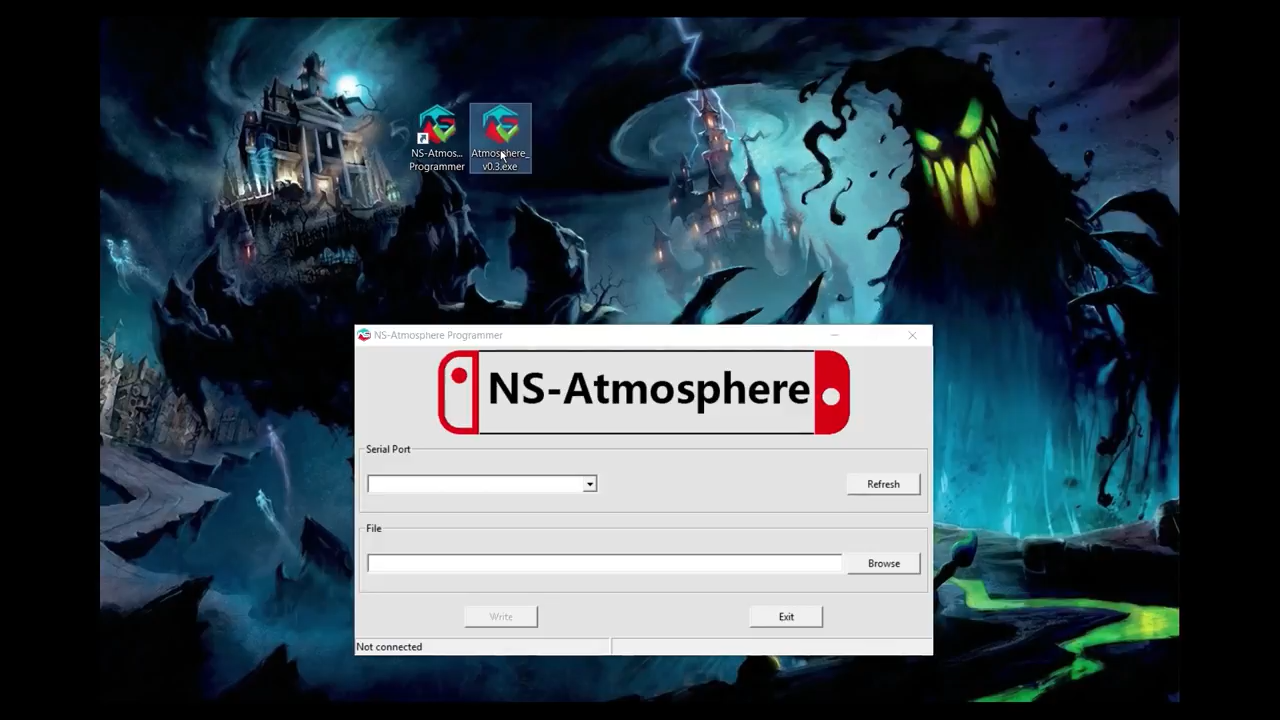 NS-Atmos...
Programmer
Atmosphere_
v0.3.exe
NS-Atmosphere Programmer
NS-Atmosphere
Serial Port
Refresh
File
Browse
Write
Exit
Not connected